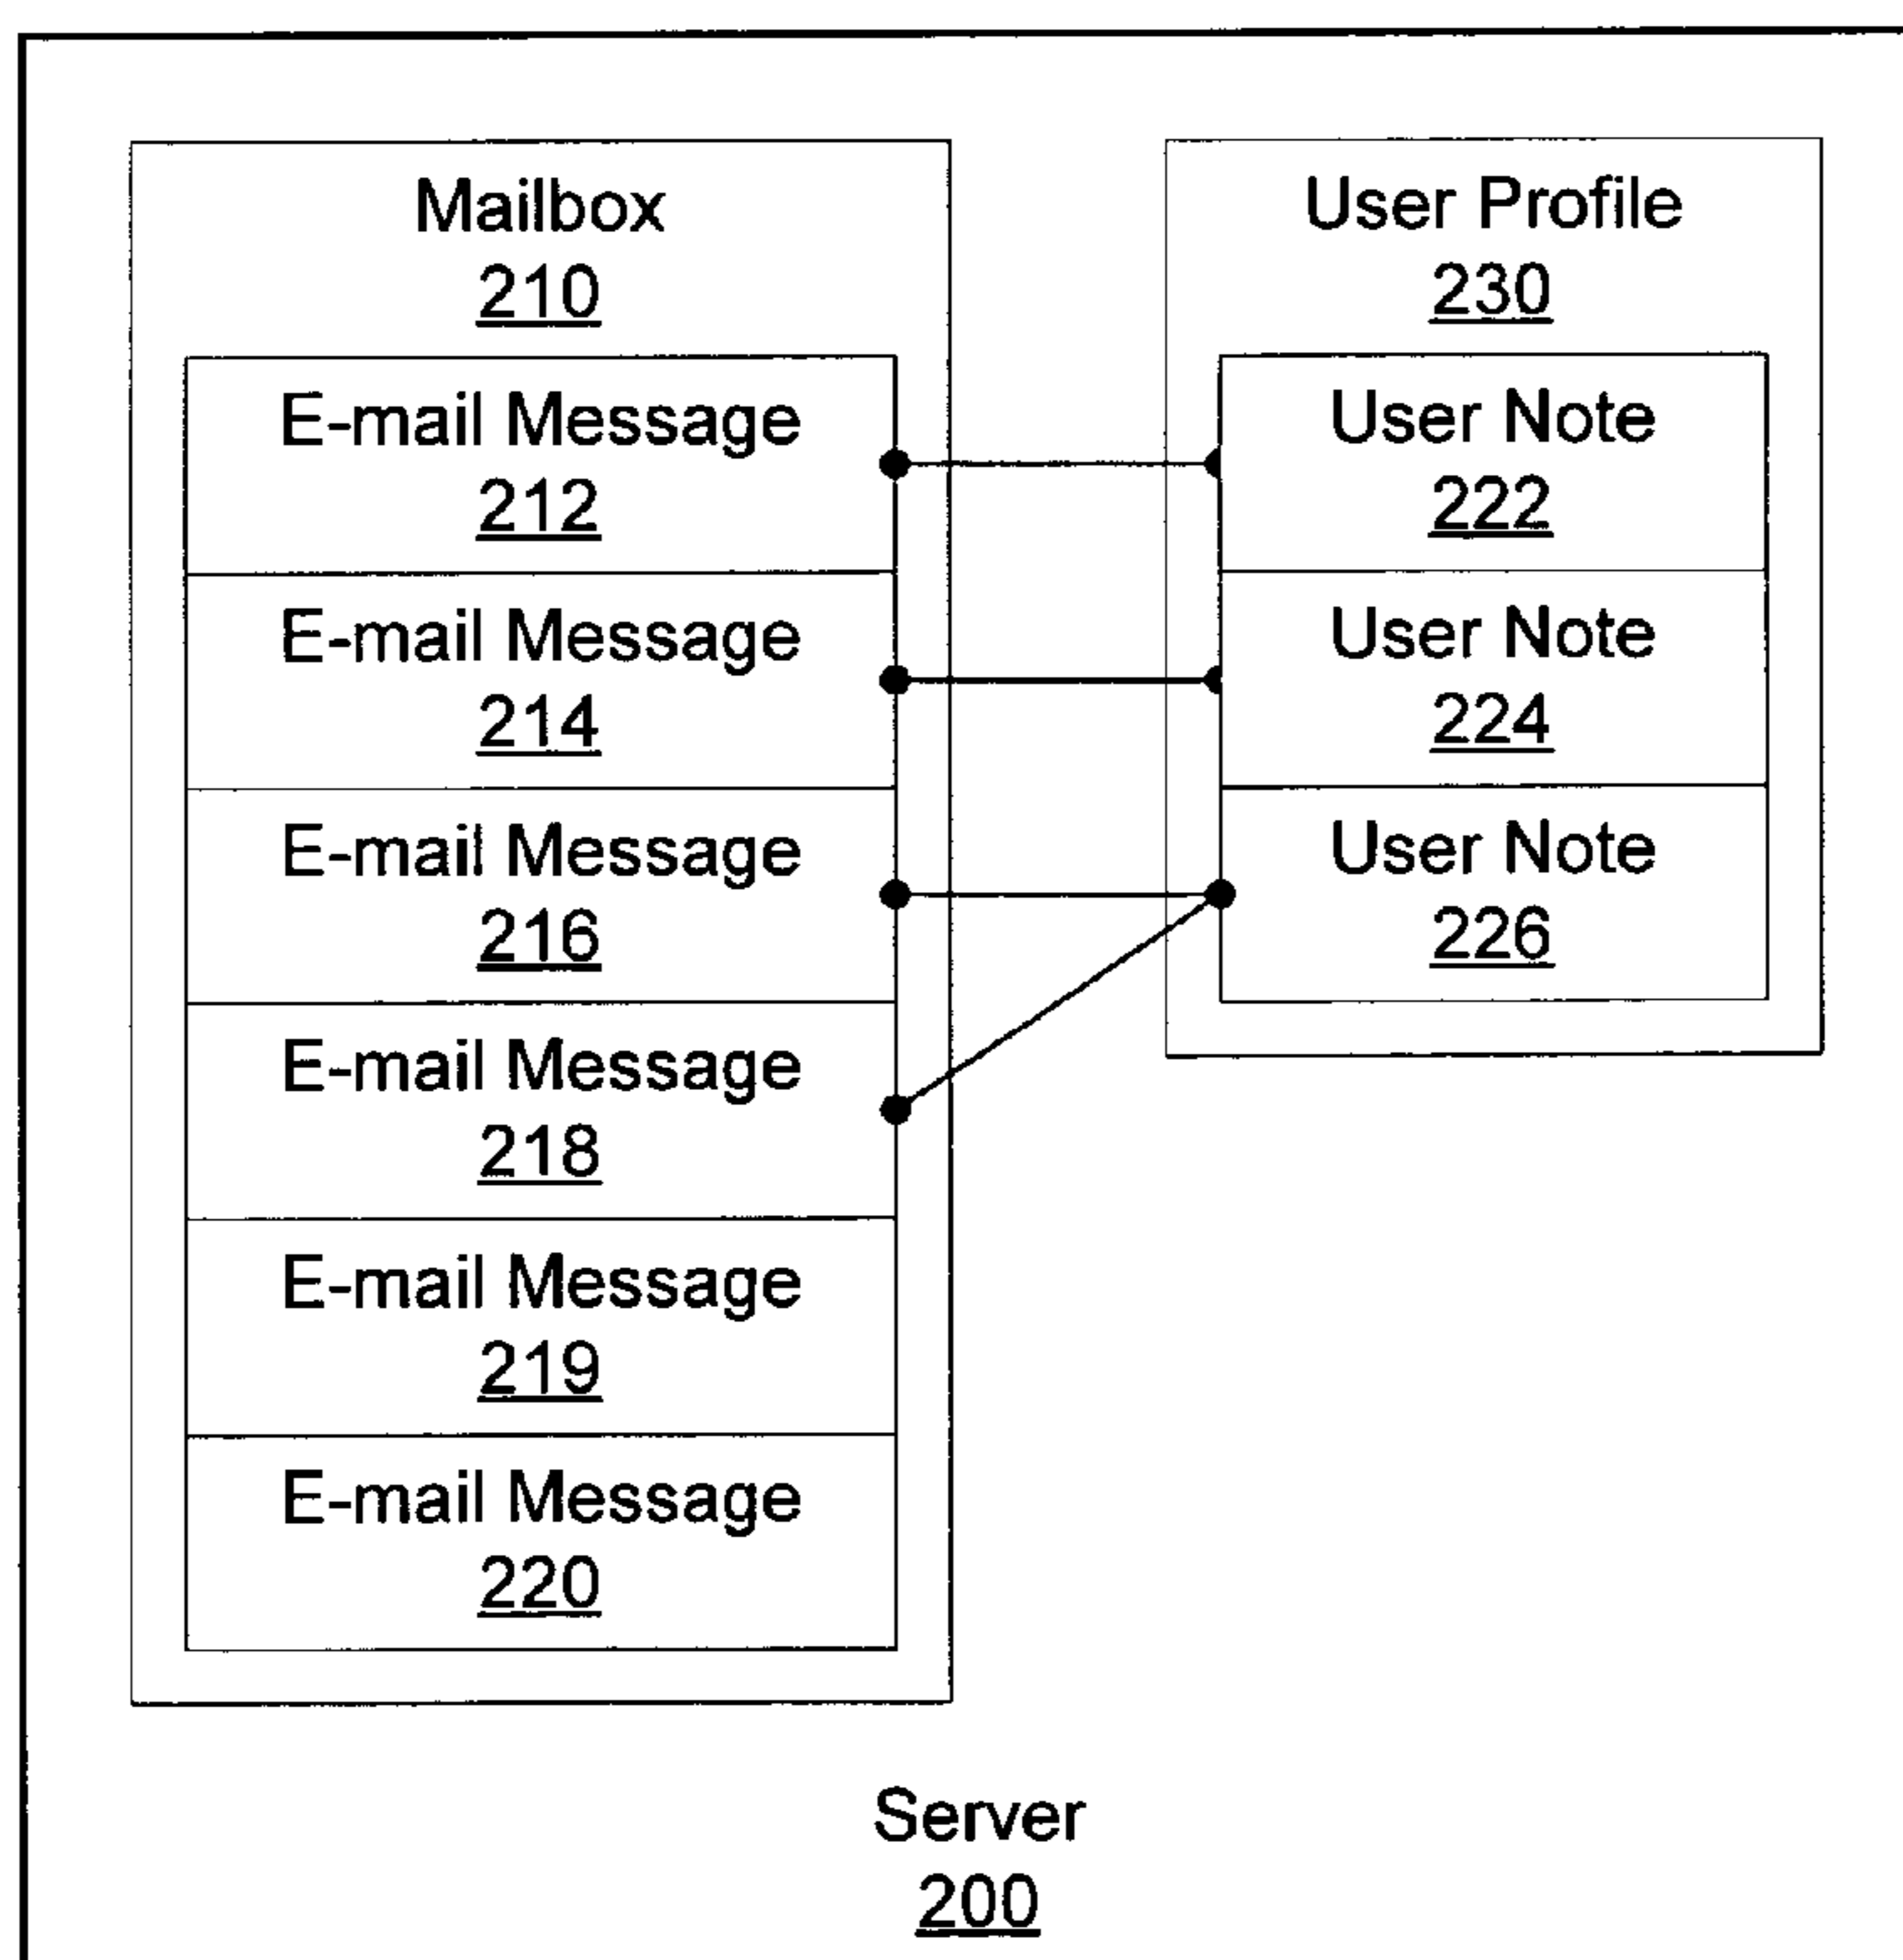 Mailbox
210
E-mail Message
212
E-mail Message
214
E-mail Message
216
E-mail Message
218
E-mail Message
219
E-mail Message
220
User Profile
230
User Note
222
User Note
224
User Note
226
Server
200